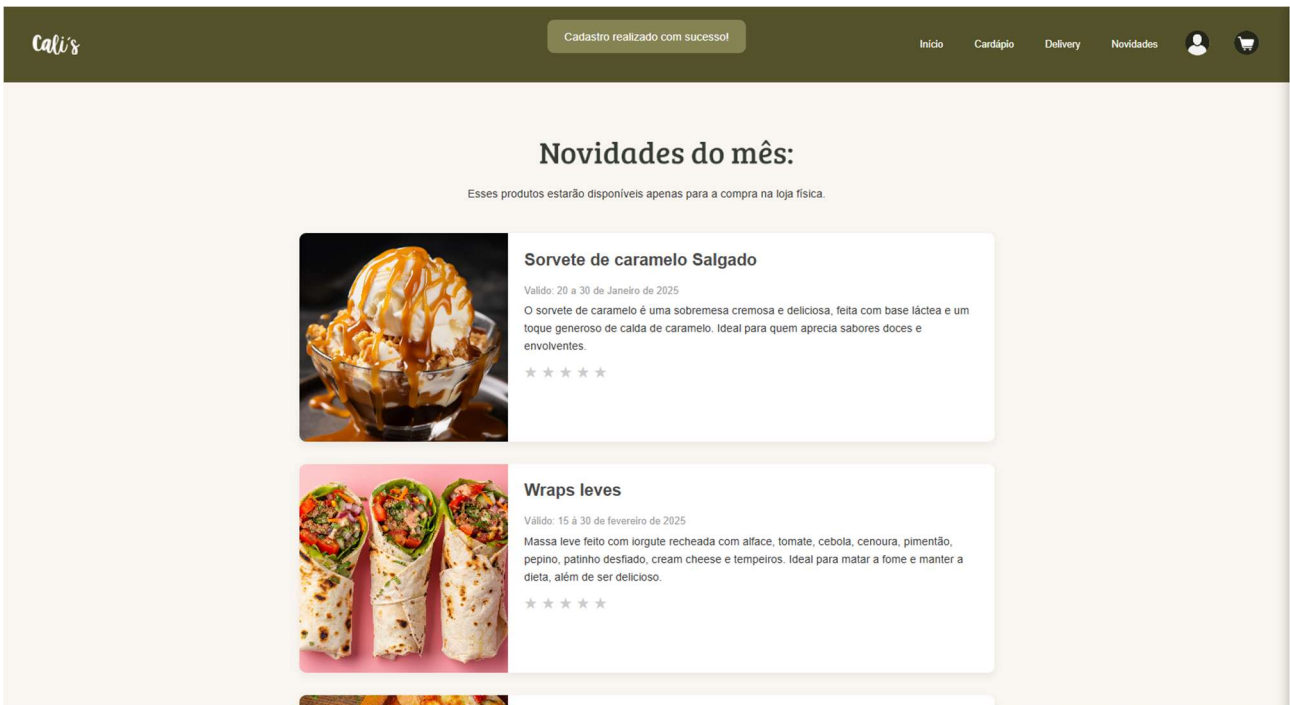 Cali´s
Cadastro realizado com sucesso!
Início Cardápio Delivery Novidades
Novidades do mês:
Esses produtos estarão disponíveis apenas para a compra na loja física.
Sorvete de caramelo Salgado
Valido: 20 a 30 de Janeiro de 2025
O sorvete de caramelo é uma sobremesa cremosa e deliciosa, feita com base láctea e um
toque generoso de calda de caramelo. Ideal para quem aprecia sabores doces e
envolventes.
Wraps leves
Válido: 15 á 30 de fevereiro de 2025
Massa leve feito com iorgute recheada com alface, tomate, cebola, cenoura, pimentão,
pepino, patinho desfiado, cream cheese e tempeiros. Ideal para matar a fome e manter a
dieta, além de ser delicioso.